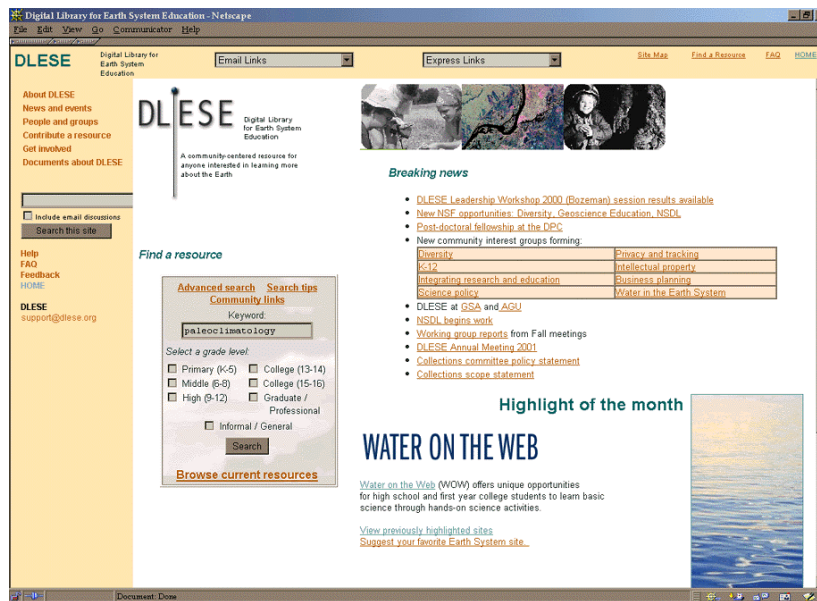 Digital Library for Earth System Education - Netscape
File Edit View Go Communicator Help
DLESE
Digital Library for
Earth System
Education
Email Links
Express Links
Site Map
Find a Resource
FAQ
HOME
About DLESE
News and events
People and groups
Contribute a resource
Get involved
Documents about DLESE
Include email discussions
Search this site
Help
FAQ
Feedback
HOME
DLESE
support@dlese.org
DLESE
Digital Library
for Earth System
Education
A community-centered resource for
anyone interested in learning more
about the Earth
Find a resource
Advanced search Search tips
Community links
Keyword:
paleoclimatology
Select a grade level:
Primary (K-5) College (13-14)
Middle (6-8) College (15-16)
High (9-12) Graduate /
Professional
Informal / General
Search
Browse current resources
Breaking news
DLESE Leadership Workshop 2000 (Bozeman) session results available
New NSF opportunities: Diversity, Geoscience Education, NSDL
Post-doctoral fellowship at the DPC
New community interest groups forming:
Diversity Privacy and tracking
K-12 Intellectual property
Integrating research and education Business planning
Science policy Water in the Earth System
DLESE at GSA and AGU
NSDL begins work
Working group reports from Fall meetings
DLESE Annual Meeting 2001
Collections committee policy statement
Collections scope statement
Highlight of the month
WATER ON THE WEB
Water on the Web (WOW) offers unique opportunities
for high school and first year college students to learn basic
science through hands-on science activities.
View previously highlighted sites
Suggest your favorite Earth System site.
Document: Done